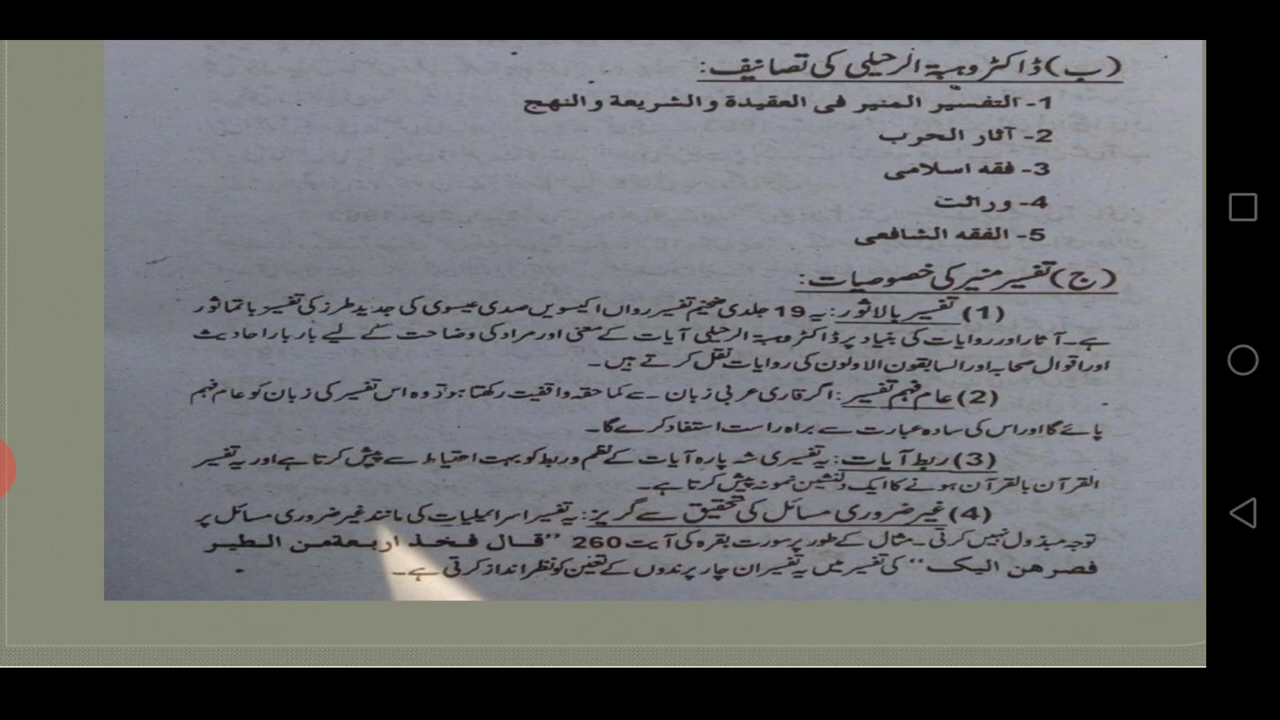 (ب) ڈاکٹر وہبۃ الرحیلی کی تصانیف:
1- التفسیر المنیر فی العقیدۃ والشریعۃ والنھج
2- آثار الحرب
3- فقہ اسلامی
4- وراثت
5- الفقہ الشافعی
(ج) تفسیر منیر کی خصوصیات:
(1) تفسیر بالاثور: یہ 19 جلدی ضخیم تفسیر رواں اکیسویں صدی عیسوی کی جدید طرز کی تفسیر با تماثور
ہے۔ آثار اور روایات کی بنیاد پر ڈاکٹر وہبۃ الرحیلی آیات کے معنی اور مراد کی وضاحت کے لیے بار بار احادیث
اور اقوال صحابہ اور السابقون الاولون کی روایات نقل کرتے ہیں۔
(2) عام فہم تفسیر: اگر قاری عربی زبان سے کما حقہ واقفیت رکھتا ہو تو وہ اس تفسیر کی زبان کو عام فہم
پائے گا اور اس کی سادہ عبارت سے براہ راست استفاد کرے گا۔
(3) ربط آیات: یہ تفسیری شہ پارہ آیات کے نظم و ربط کو بہت احتیاط سے پیش کرتا ہے اور یہ تفسیر
القرآن بالقرآن ہونے کا ایک دلنشین نمونہ پیش کرتا ہے۔
(4) غیر ضروری مسائل کی تحقیق سے گریز: یہ تفسیر اسرائیلیات کی مانند غیر ضروری مسائل پر
توجہ مبذول نہیں کرتی۔ مثال کے طور پر سورت بقرہ کی آیت 260 "قال فخذ اربعۃ من الطیر
فصرھن الیک" کی تفسیر میں یہ تفسیر ان چار پرندوں کے تعین کو نظر انداز کرتی ہے۔